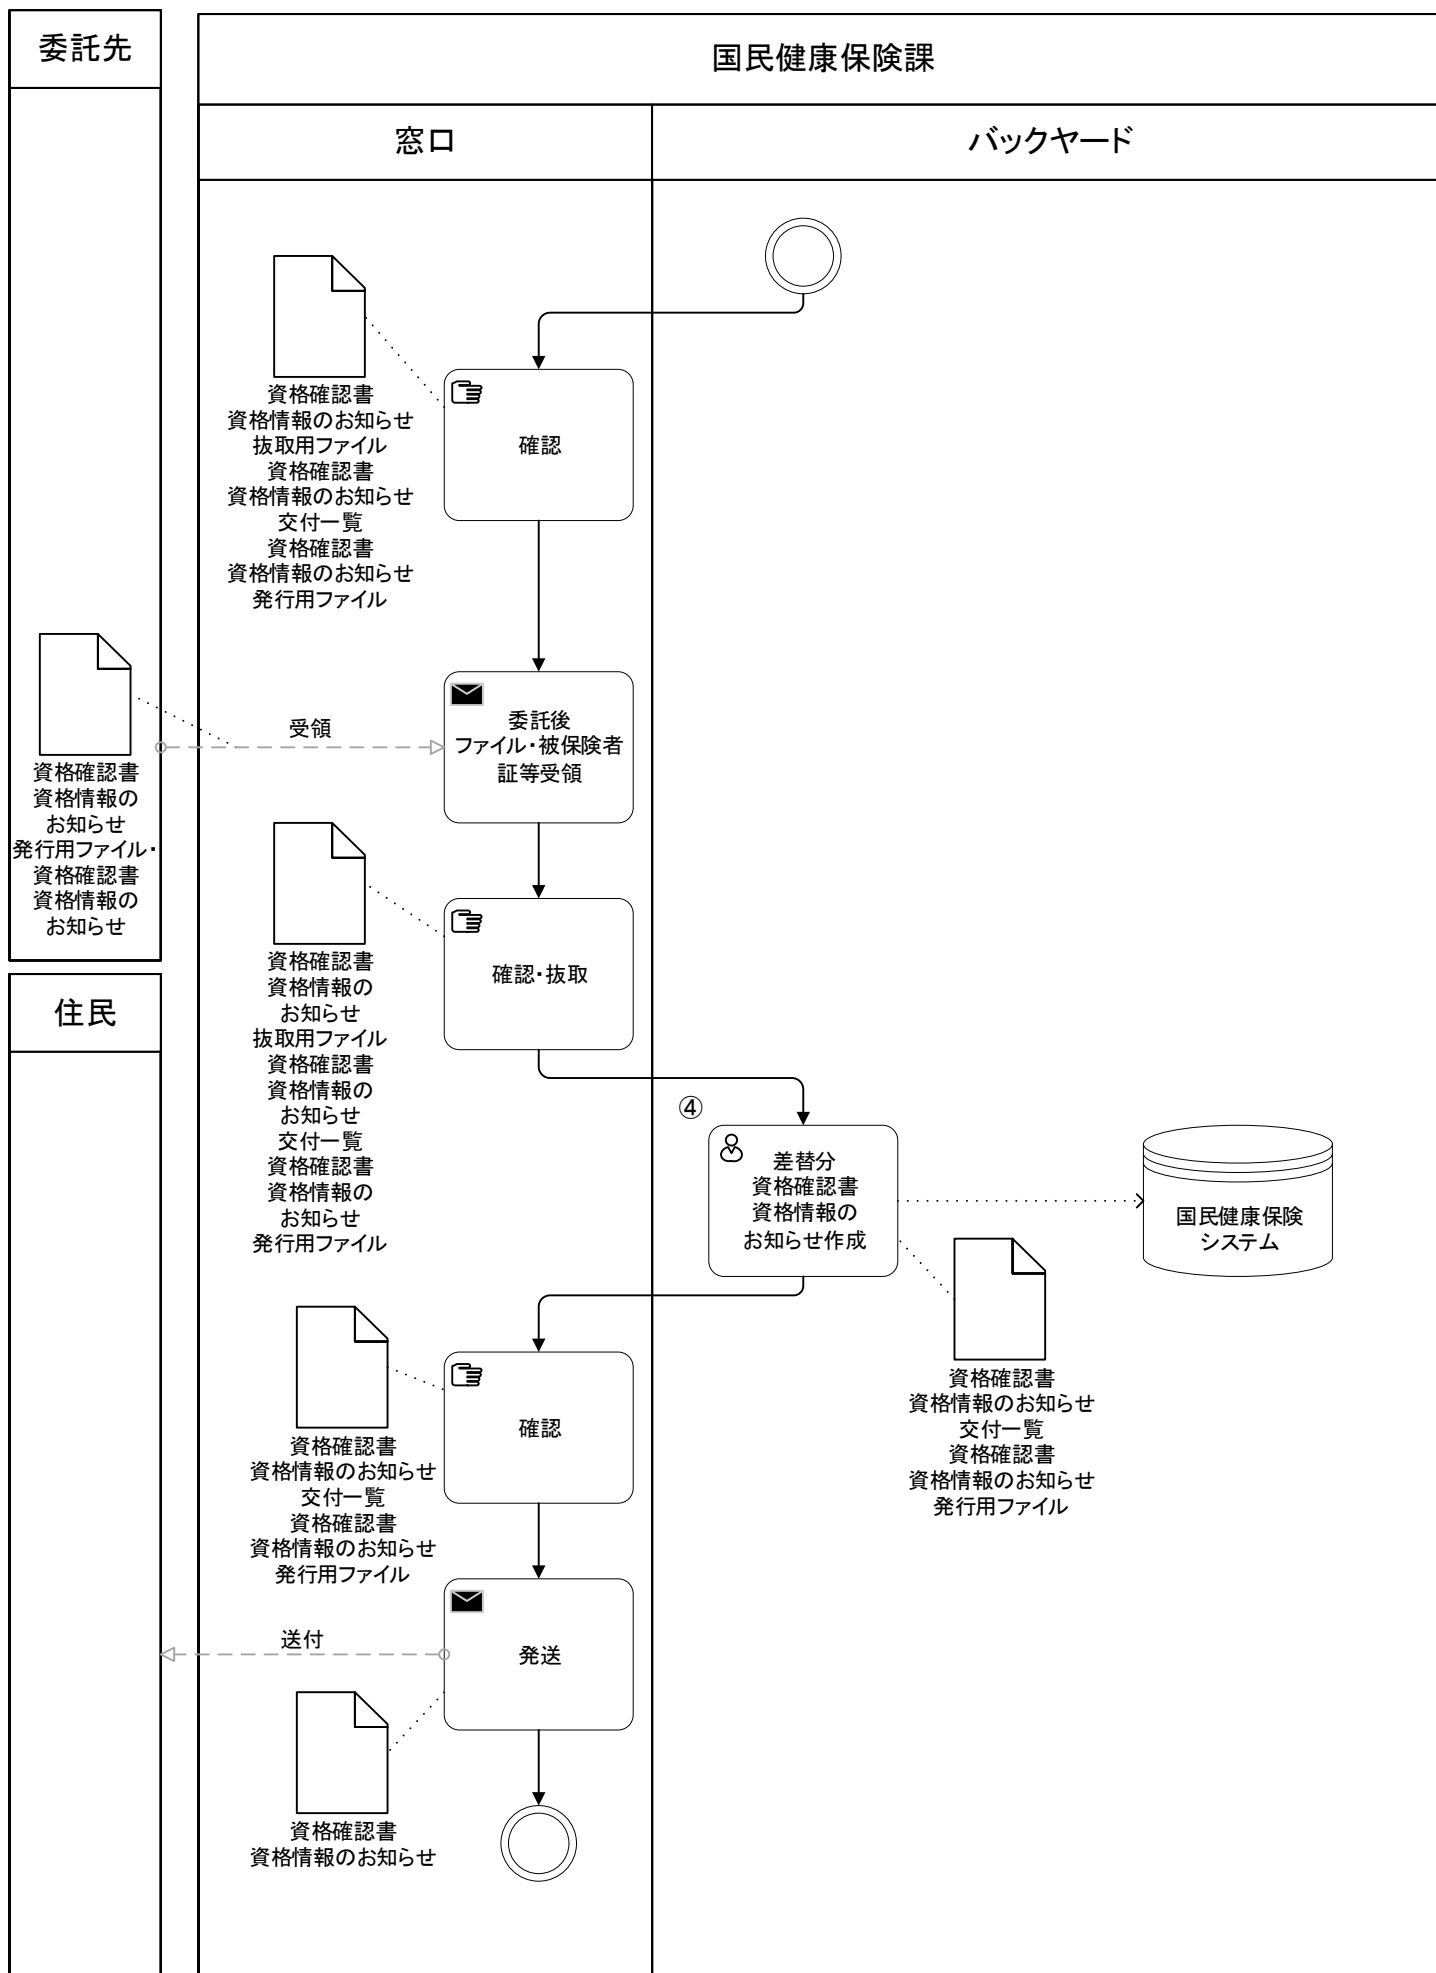 委託先
国民健康保険課
窓口
バックヤード
資格確認書
資格情報のお知らせ
抜取用ファイル
資格確認書
資格情報のお知らせ
交付一覧
資格確認書
資格情報のお知らせ
発行用ファイル
確認
資格確認書
資格情報の
お知らせ
発行用ファイル・
資格確認書
資格情報の
お知らせ
受領
委託後
ファイル・被保険者
証等受領
資格確認書
資格情報の
お知らせ
抜取用ファイル
資格確認書
資格情報の
お知らせ
交付一覧
資格確認書
資格情報の
お知らせ
発行用ファイル
確認・抜取
住民
④
差替分
資格確認書
資格情報の
お知らせ作成
国民健康保険
システム
資格確認書
資格情報のお知らせ
交付一覧
資格確認書
資格情報のお知らせ
発行用ファイル
資格確認書
資格情報のお知らせ
交付一覧
資格確認書
資格情報のお知らせ
発行用ファイル
確認
送付
発送
資格確認書
資格情報のお知らせ